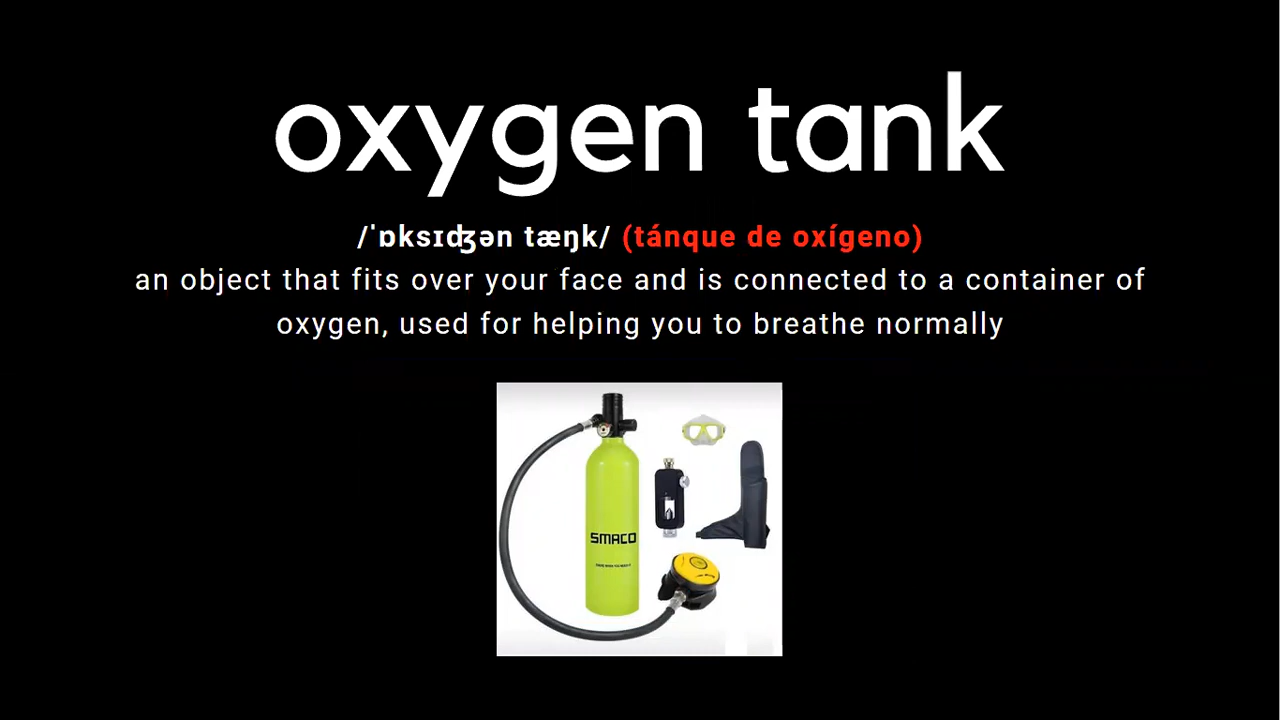 oxygen tank
/ˈɒksɪʤən tæŋk/ (tánque de oxígeno)
an object that fits over your face and is connected to a container of
oxygen, used for helping you to breathe normally
SMACO